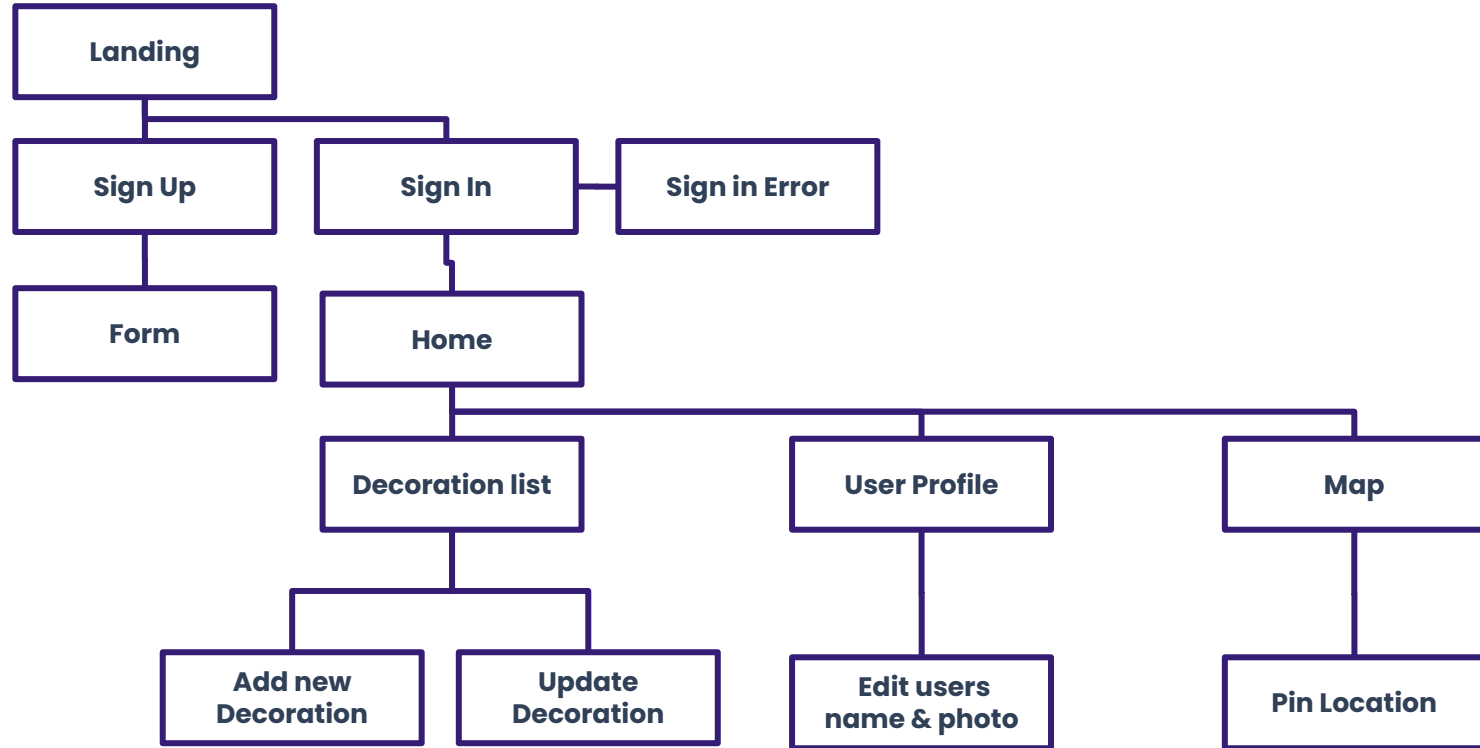 Landing
Sign Up
Sign In
Sign in Error
Form
Home
Decoration list
User Profile
Map
Add new
Decoration
Update
Decoration
Edit users
name & photo
Pin Location